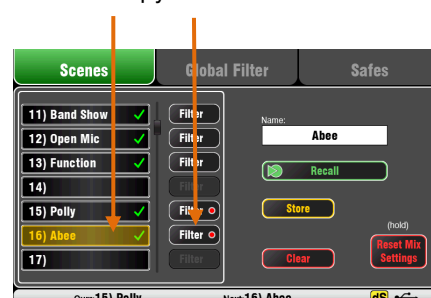 Scenes Global Filter Safes
11) Band Show Filter
12) Open Mic Filter
13) Function Filter
14) Filter
15) Polly Filter
16) Abee Filter
17) Filter
Name:
Abee
Recall
Store
Clear
(hold)
Reset Mix
Settings
15) Polly 16) Abee dS